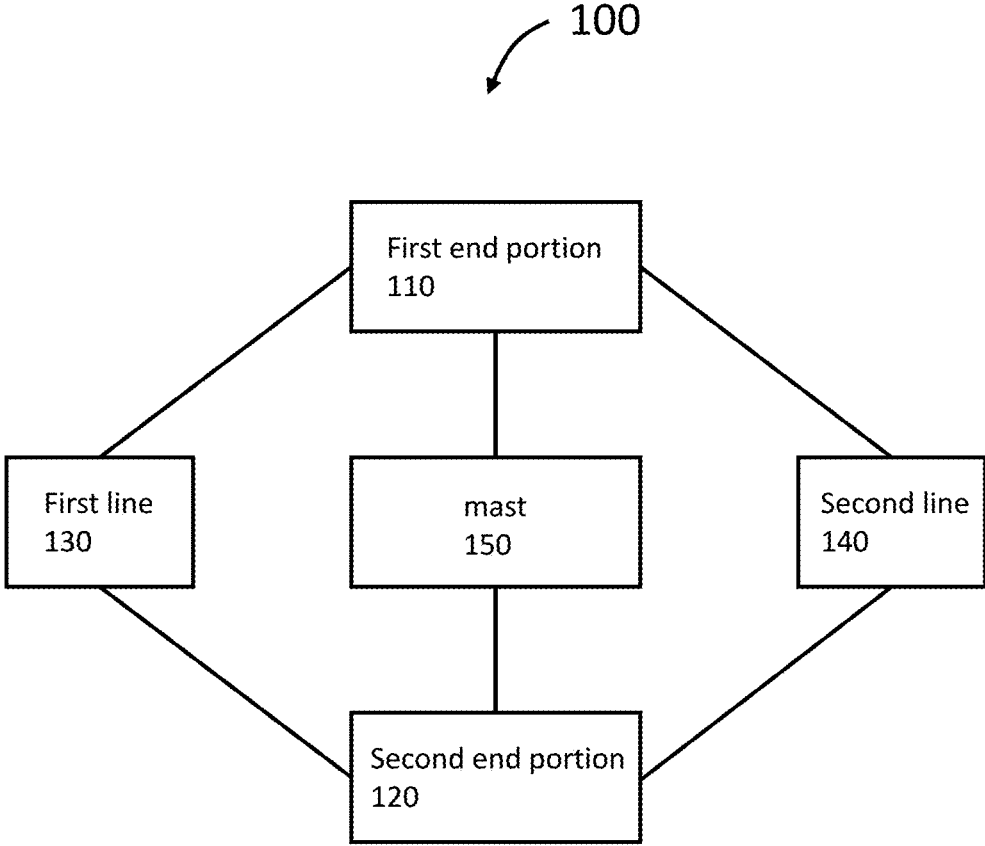 100
First end portion
110
First line
130
mast
150
Second line
140
Second end portion
120